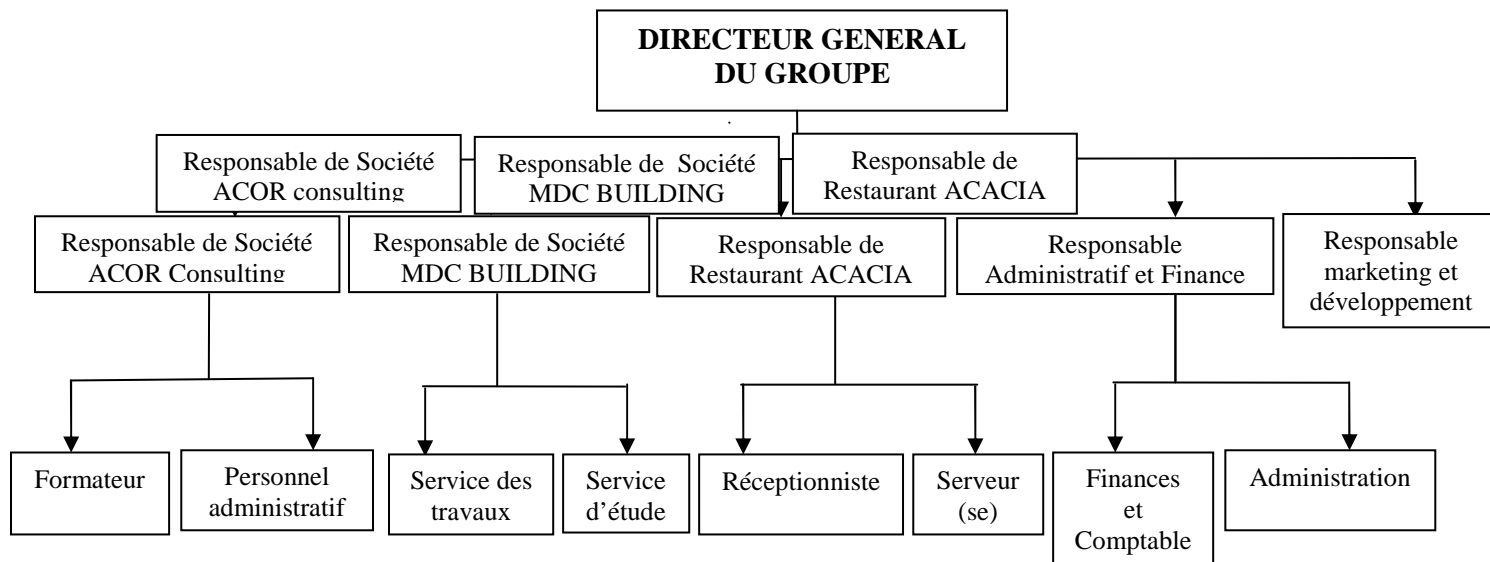 DIRECTEUR GENERAL
DU GROUPE
Responsable de Société
ACOR consulting
Responsable de Société
MDC BUILDING
Responsable de
Restaurant ACACIA
Responsable de Société
ACOR Consulting
Responsable de Société
MDC BUILDING
Responsable de
Restaurant ACACIA
Responsable
Administratif et Finance
Responsable
marketing et
développement
Formateur
Personnel
administratif
Service des
travaux
Service
d’étude
Réceptionniste
Serveur
(se)
Finances
et
Comptable
Administration